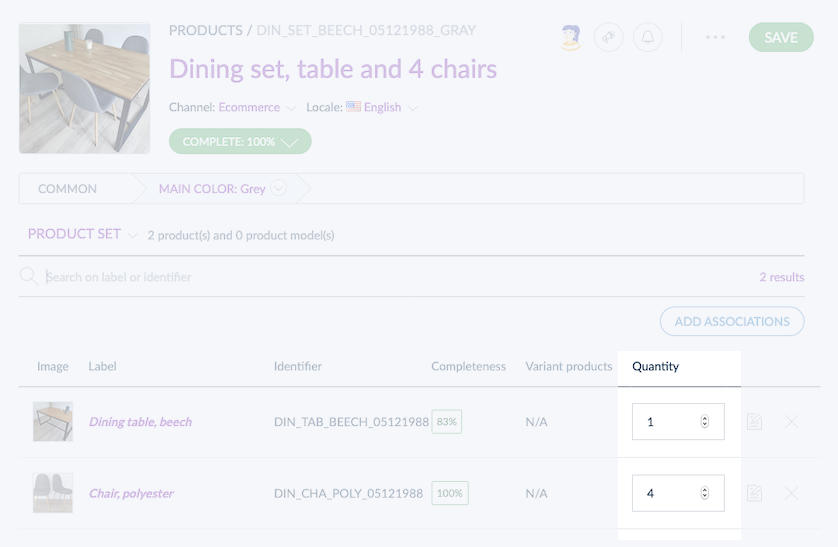 PRODUCTS / DIN_SET_BEECH_05121988_GRAY
SAVE
Dining set, table and 4 chairs
Channel: Ecommerce Locale: English
COMPLETE: 100%
COMMON MAIN COLOR: Grey
PRODUCT SET 2 product(s) and 0 product model(s)
Search on label or identifier 2 results
ADD ASSOCIATIONS
Image Label Identifier Completeness Variant products Quantity
Dining table, beech DIN_TAB_BEECH_05121988 83% N/A 1
Chair, polyester DIN_CHA_POLY_05121988 100% N/A 4